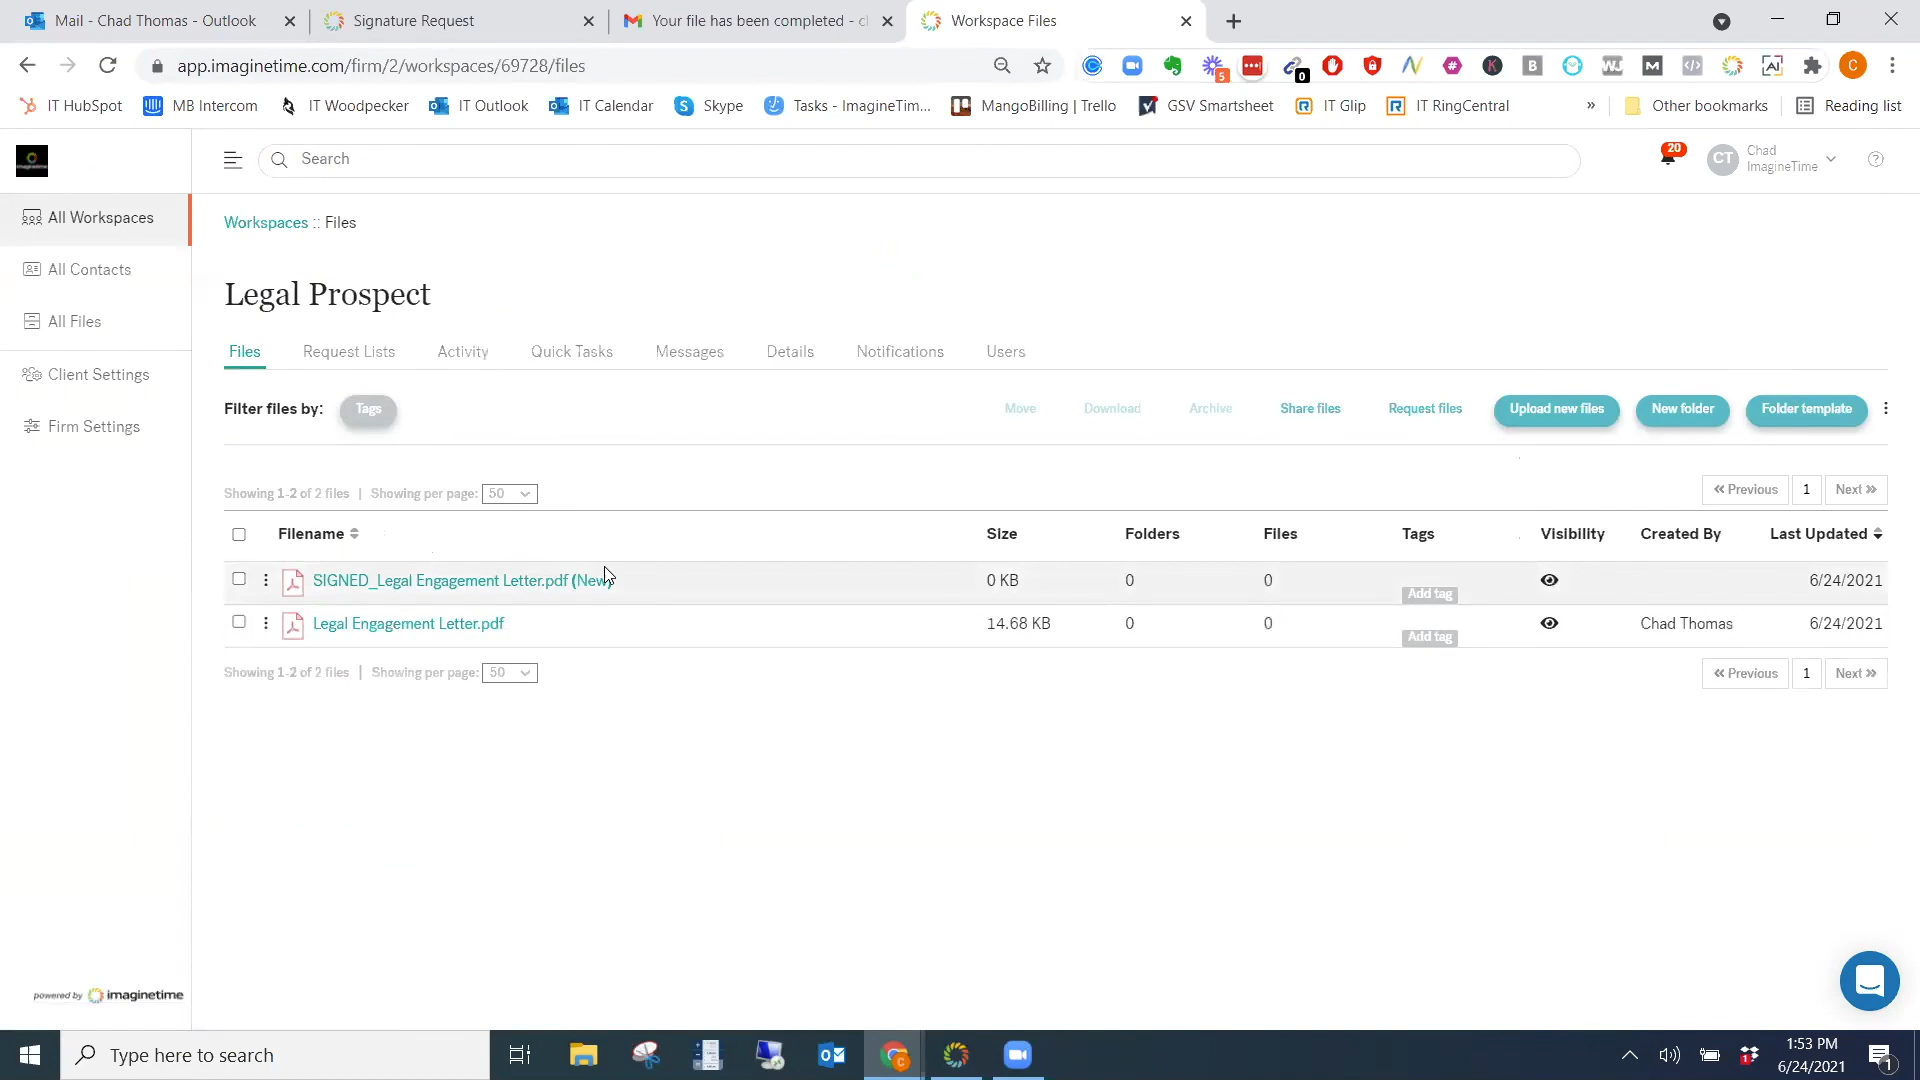 Mail - Chad Thomas - Outlook
Signature Request
Your file has been completed - c
Workspace Files
app.imaginetime.com/firm/2/workspaces/69728/files
5
0
C
IT HubSpot
MB Intercom
IT Woodpecker
IT Outlook
IT Calendar
Skype
Tasks - ImagineTim...
MangoBilling | Trello
GSV Smartsheet
IT Glip
IT RingCentral
»
Other bookmarks
Reading list
Search
20
CT
Chad
ImagineTime
All Workspaces
All Contacts
All Files
Client Settings
Firm Settings
Workspaces :: Files
Legal Prospect
Files
Request Lists
Activity
Quick Tasks
Messages
Details
Notifications
Users
Filter files by:
Tags
Move
Download
Archive
Share files
Request files
Upload new files
New folder
Folder template
Showing 1-2 of 2 files | Showing per page: 50
« Previous 1 Next »
Filename Size Folders Files Tags Visibility Created By Last Updated
SIGNED_Legal Engagement Letter.pdf (New) 0 KB 0 0 Add tag 6/24/2021
Legal Engagement Letter.pdf 14.68 KB 0 0 Add tag Chad Thomas 6/24/2021
Showing 1-2 of 2 files | Showing per page: 50
« Previous 1 Next »
powered by imaginetime
Type here to search
1:53 PM
6/24/2021
1